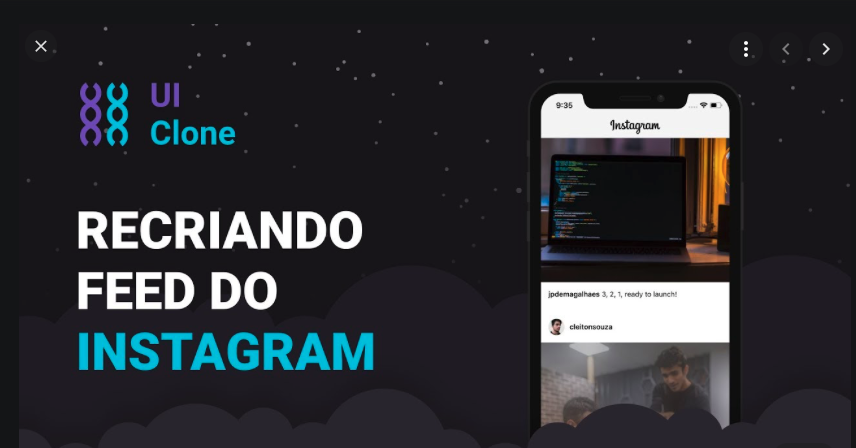 UI
Clone
RECRIANDO
FEED DO
INSTAGRAM
9:35
Instagram
jpdemagalhaes 3, 2, 1, ready to launch!
cleitonsouza